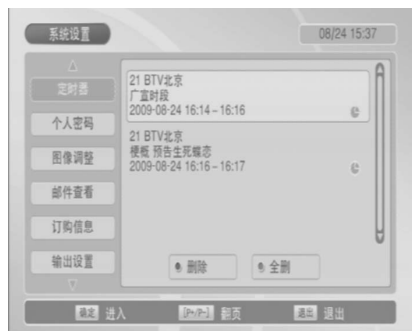 系统设置
08/24 15:37
定时器
个人密码
图像调整
邮件查看
订购信息
输出设置
21 BTV北京
广宣时段
2009-08-24 16:14~16:16
21 BTV北京
梗概 预告生死蝶恋
2009-08-24 16:16~16:17
删除
全删
确定 进入
[P+/P-] 翻页
退出 退出